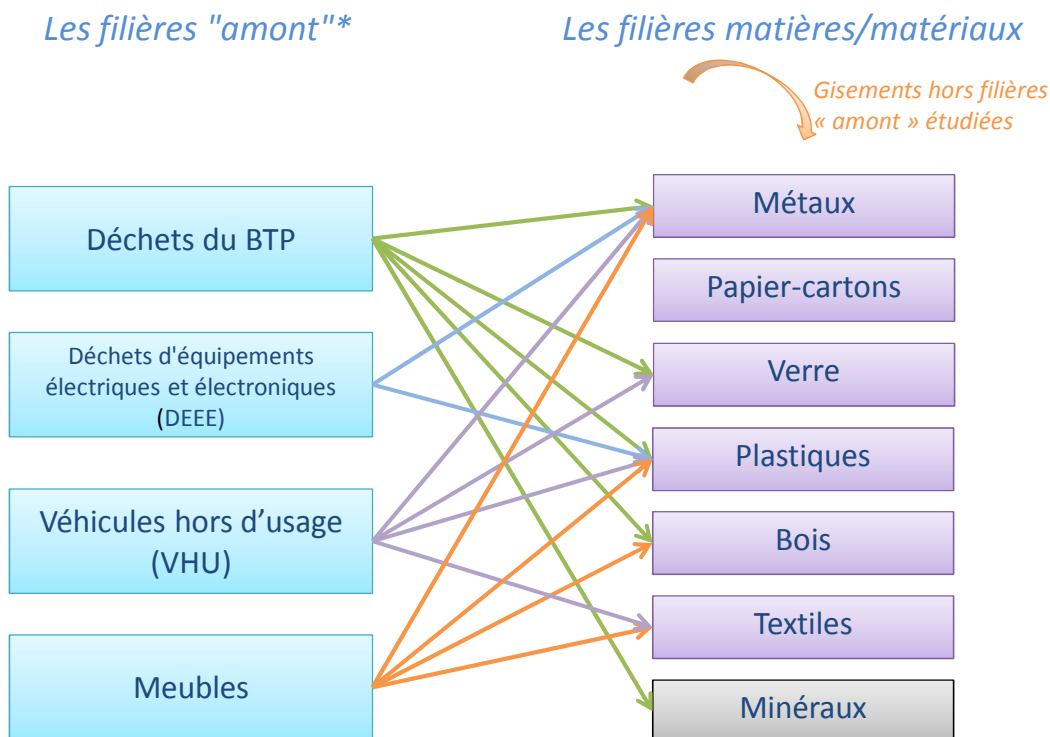 Les filières "amont"*
Les filières matières/matériaux
Gisements hors filières
« amont » étudiées
Déchets du BTP
Déchets d'équipements
électriques et électroniques
(DEEE)
Véhicules hors d’usage
(VHU)
Meubles
Métaux
Papier-cartons
Verre
Plastiques
Bois
Textiles
Minéraux